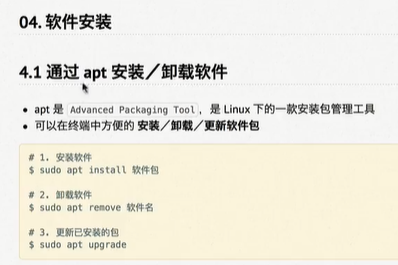 04. 软件安装
4.1 通过 apt 安装／卸载软件
• apt 是 Advanced Packaging Tool，是 Linux 下的一款安装包管理工具
• 可以在终端中方便的 安装／卸载／更新软件包
# 1. 安装软件
$ sudo apt install 软件包
# 2. 卸载软件
$ sudo apt remove 软件名
# 3. 更新已安装的包
$ sudo apt upgrade